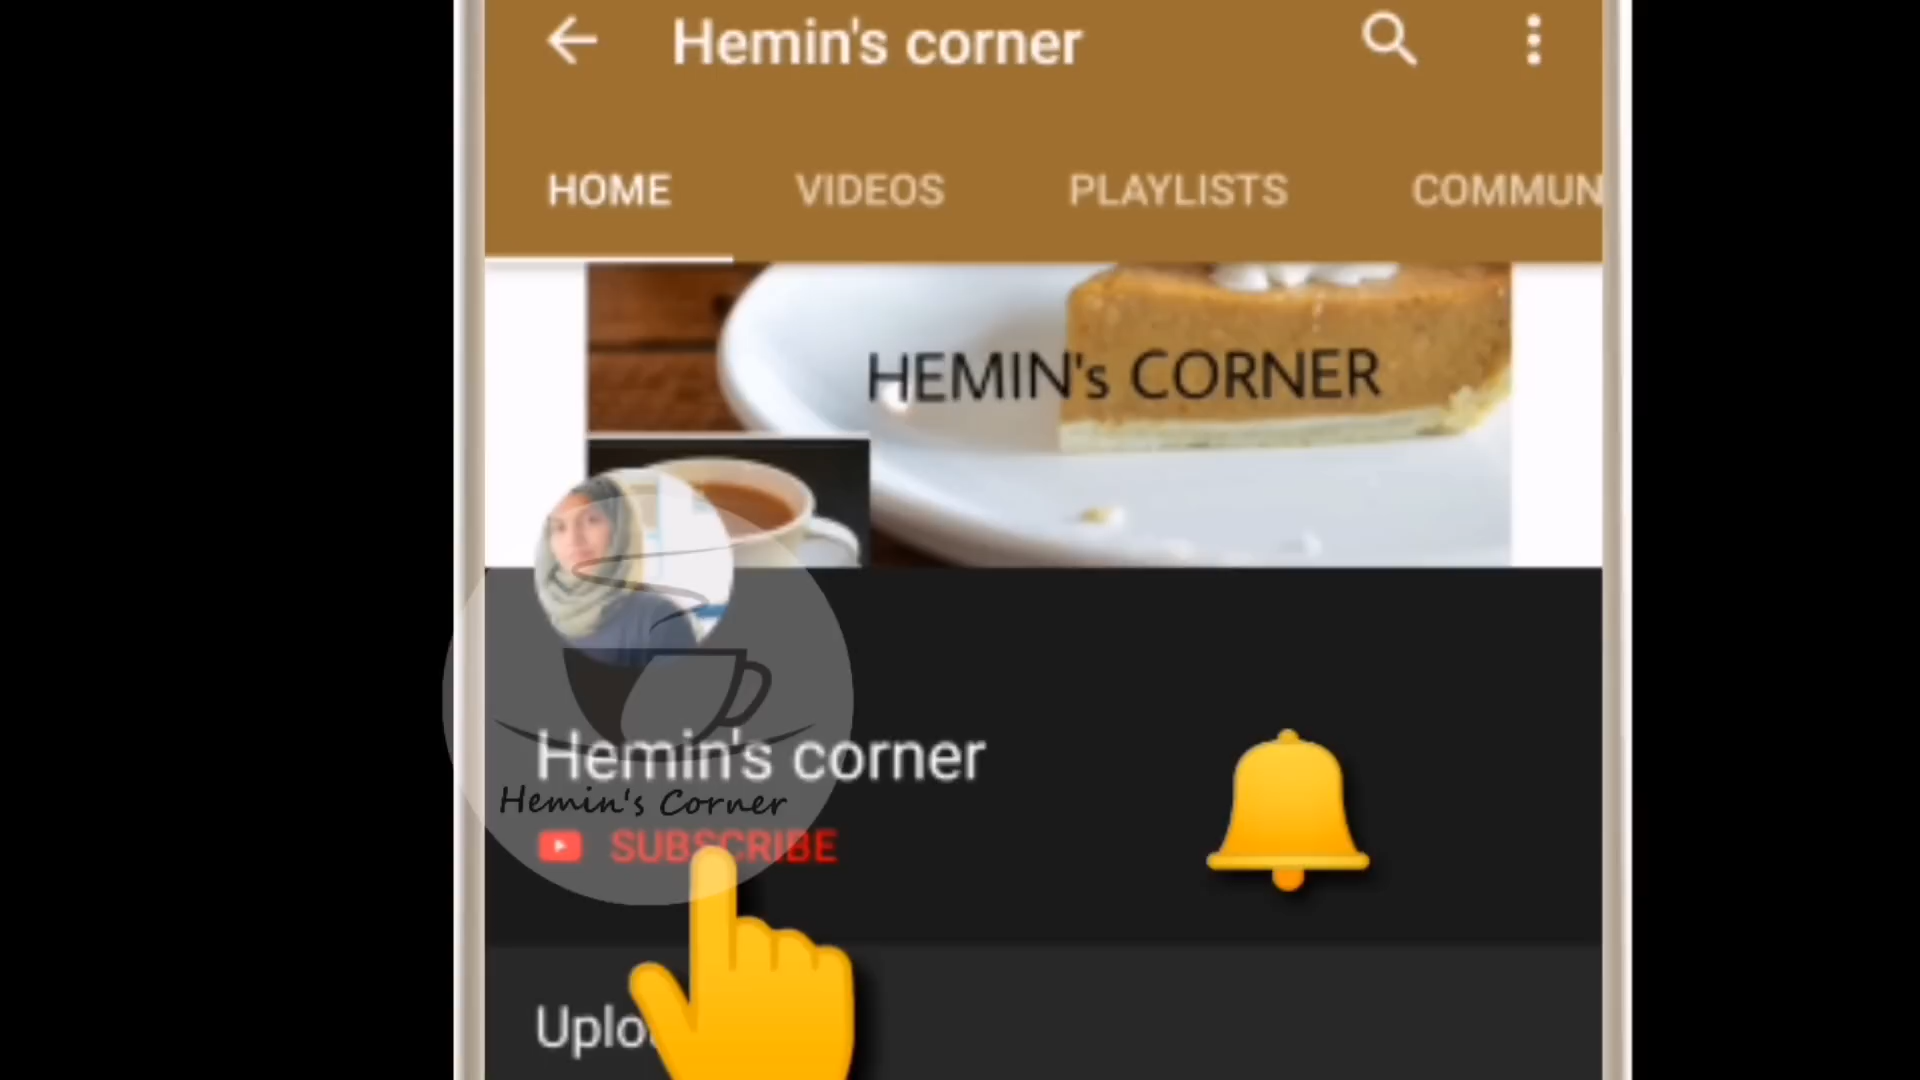 Hemin's corner
HOME VIDEOS PLAYLISTS COMMUN
HEMIN's CORNER
Hemin's corner
Hemin's Corner
SUBSCRIBE
Uplo